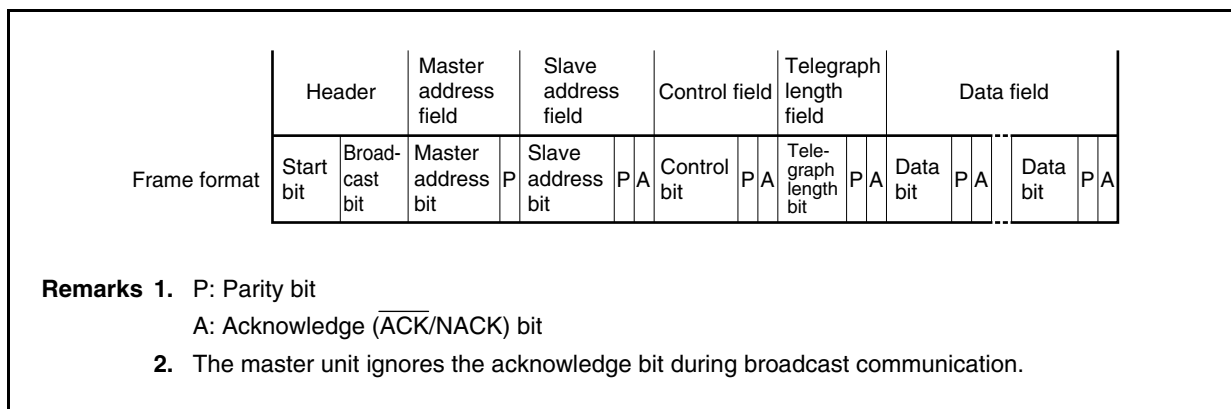 Header
Master address field
Slave address field
Control field
Telegraph length field
Data field
Frame format
Start bit
Broad-cast bit
Master address bit
P
Slave address bit
P
A
Control bit
P
A
Tele-graph length bit
P
A
Data bit
P
A
Data bit
P
A
Remarks 1. P: Parity bit
A: Acknowledge (ACK/NACK) bit
2. The master unit ignores the acknowledge bit during broadcast communication.